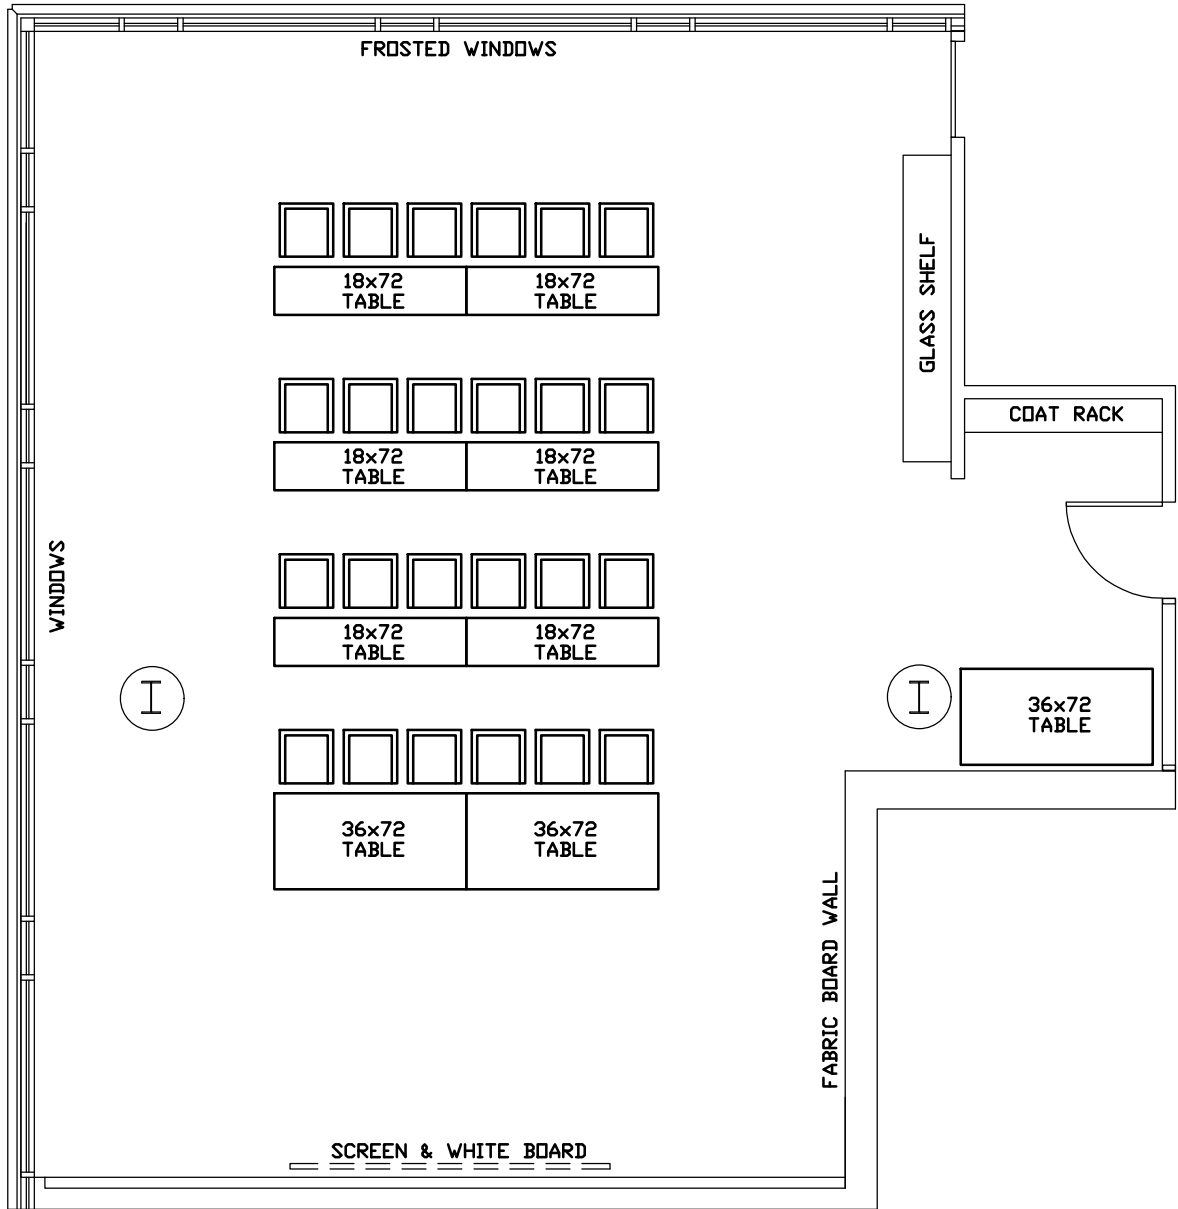 FROSTED WINDOWS
18x72 18x72
TABLE TABLE
GLASS SHELF
COAT RACK
18x72 18x72
TABLE TABLE
WINDOWS
18x72 18x72
TABLE TABLE
36x72
TABLE
36x72 36x72
TABLE TABLE
FABRIC BOARD WALL
SCREEN & WHITE BOARD